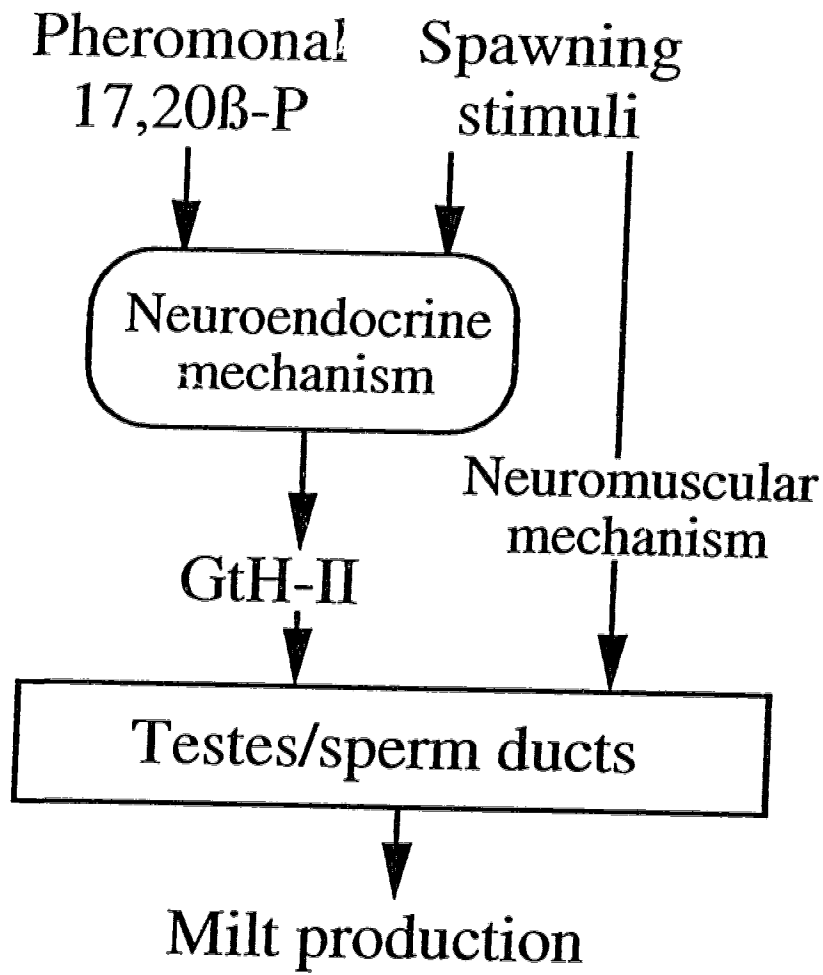 Pheromonal
17,20ß-P
Spawning
stimuli
Neuroendocrine
mechanism
Neuromuscular
mechanism
GtH-II
Testes/sperm ducts
Milt production